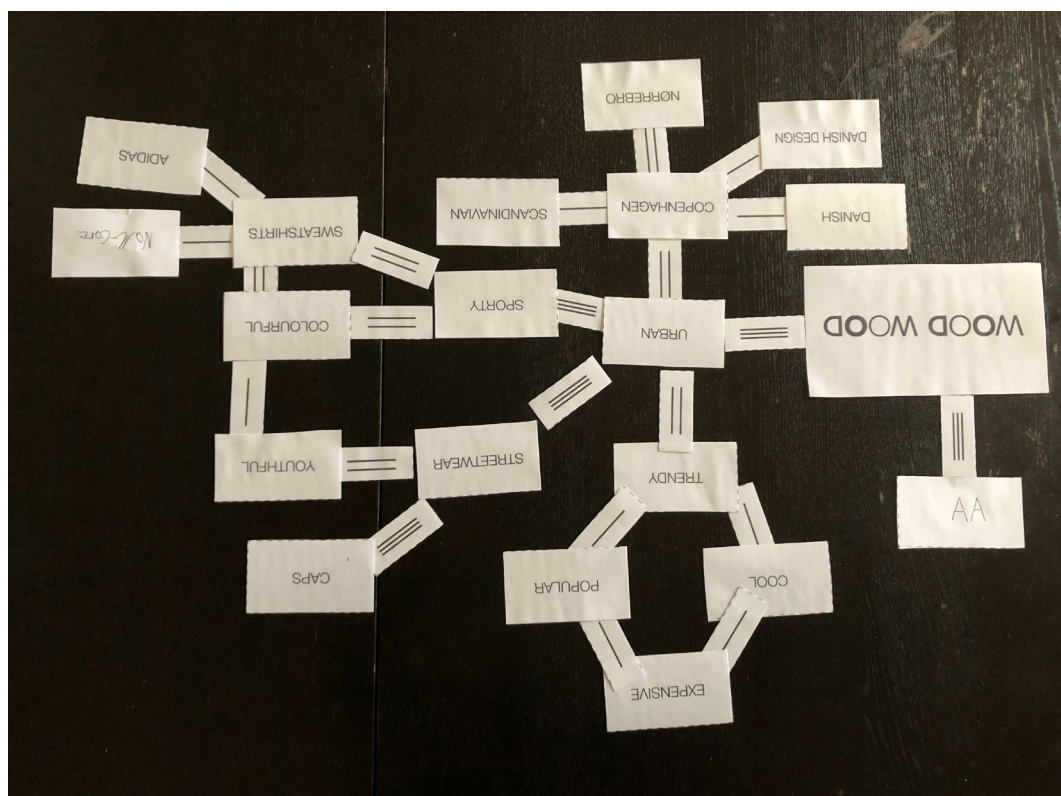 EXPENSIVE
COOL
POPULAR
CAPS
AA
TRENDY
STREETWEAR
YOUTHFUL
WOOD WOOD
URBAN
SPORTY
COLOURFUL
DANISH
COPENHAGEN
SCANDINAVIAN
SWEATSHIRTS
DANISH DESIGN
NØRREBRO
ADIDAS